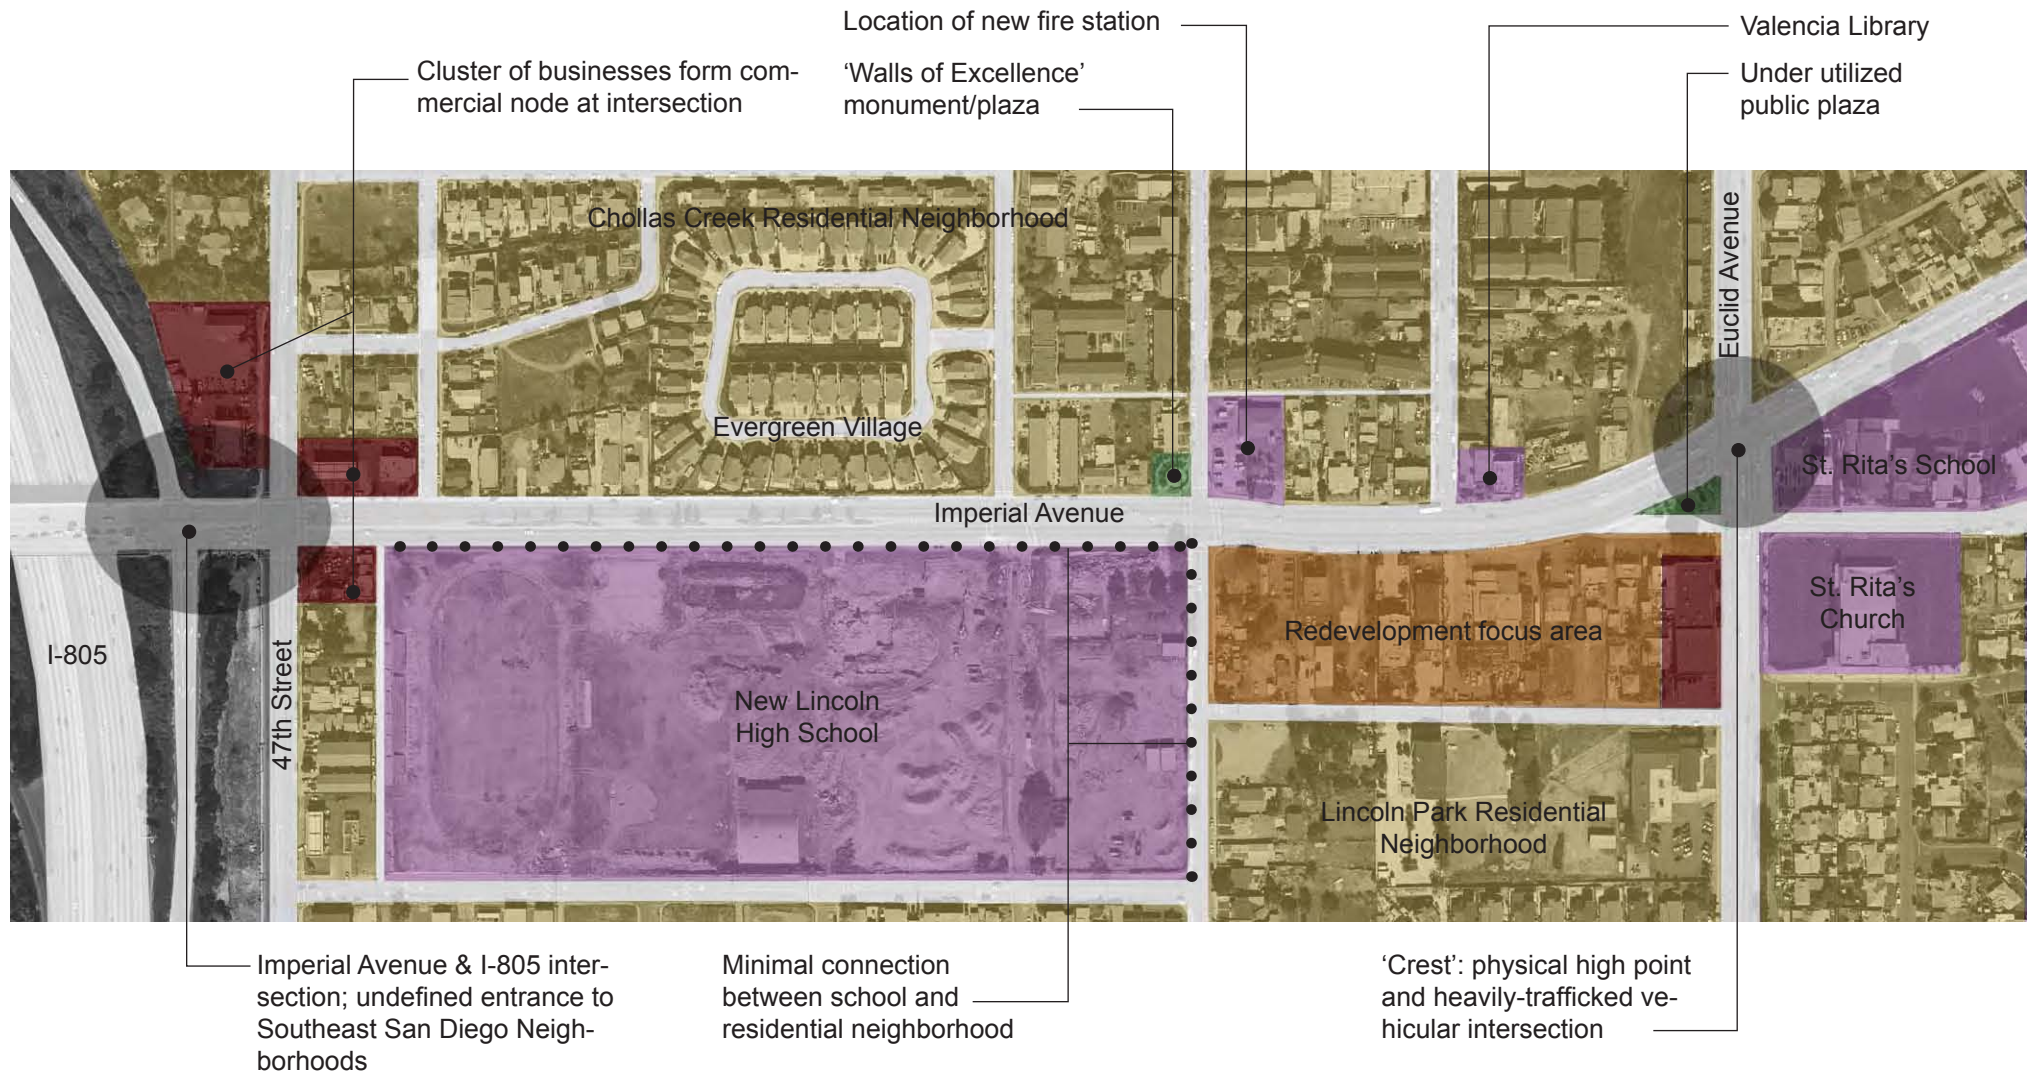 Location of new fire station
Valencia Library
Cluster of businesses form com-
mercial node at intersection
‘Walls of Excellence’
monument/plaza
Under utilized
public plaza
Chollas Creek Residential Neighborhood
Euclid Avenue
Evergreen Village
St. Rita’s School
Imperial Avenue
St. Rita’s
Church
Redevelopment focus area
I-805
47th Street
New Lincoln
High School
Lincoln Park Residential
Neighborhood
Imperial Avenue & I-805 inter-
section; undefined entrance to
Southeast San Diego Neigh-
borhoods
Minimal connection
between school and
residential neighborhood
‘Crest’: physical high point
and heavily-trafficked ve-
hicular intersection